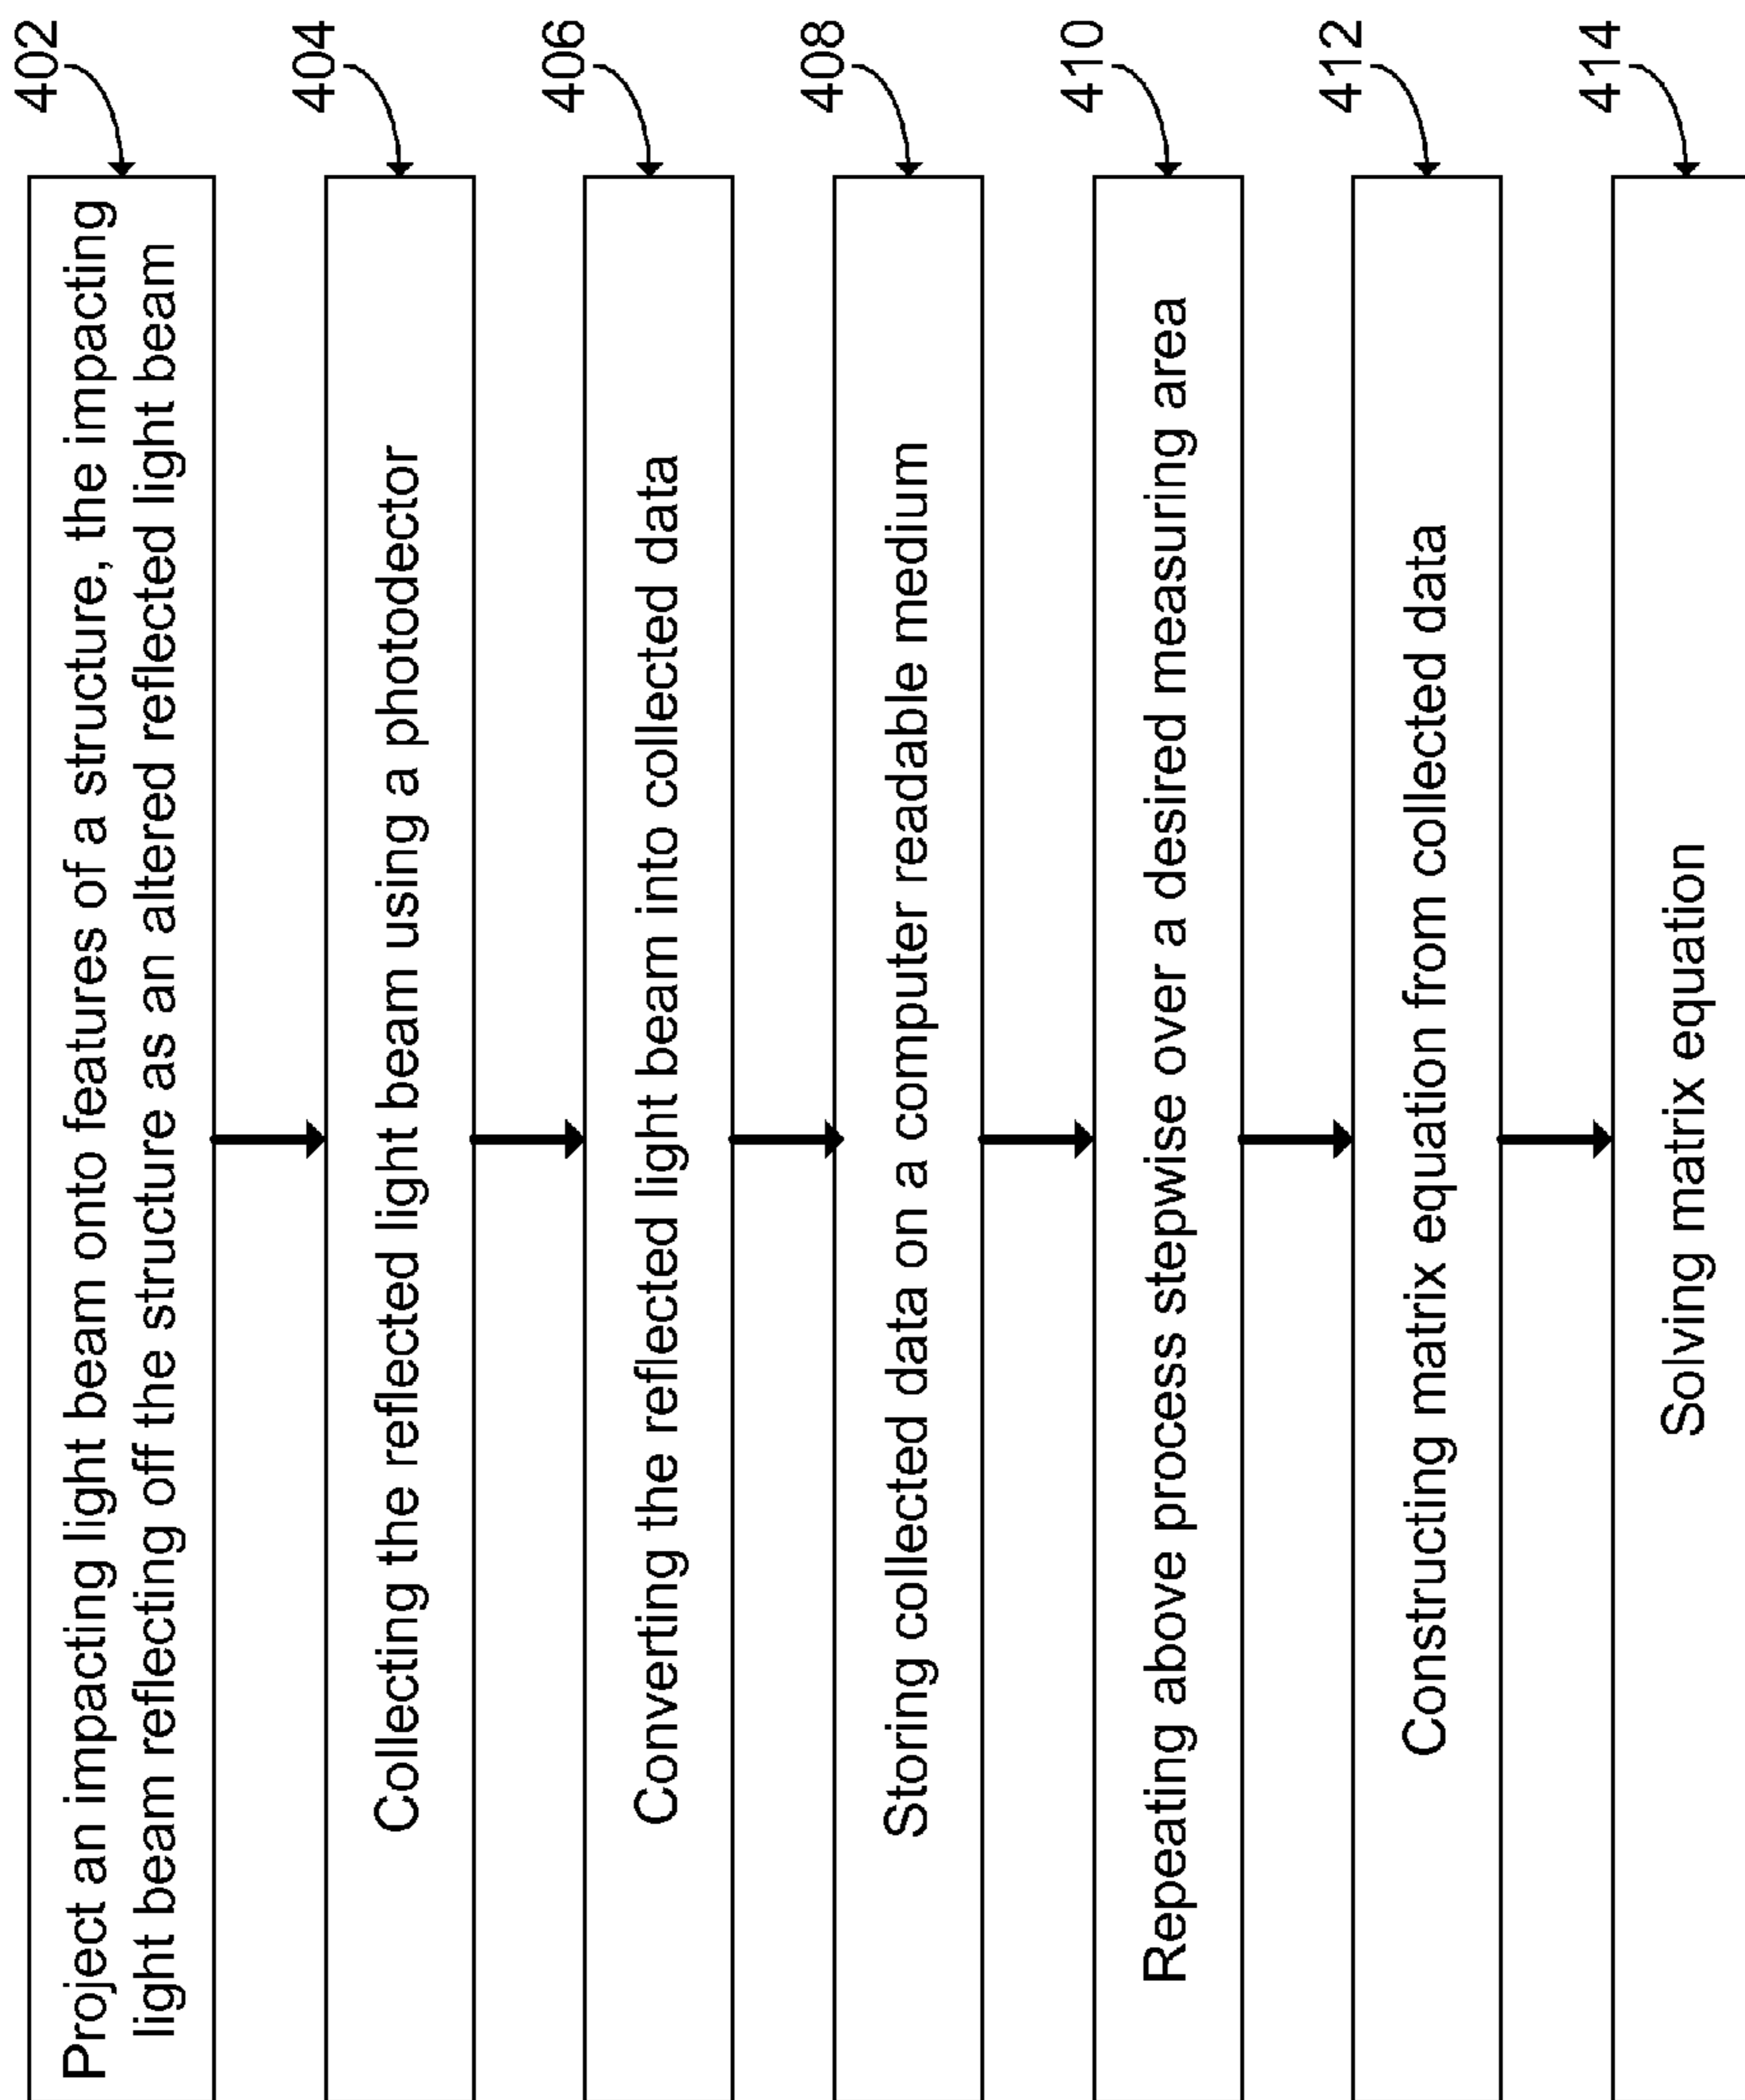 402
Project an impacting light beam onto features of a structure, the impacting
light beam reflecting off the structure as an altered reflected light beam
404
Collecting the reflected light beam using a photodector
406
Converting the reflected light beam into collected data
408
Storing collected data on a computer readable medium
410
Repeating above process stepwise over a desired measuring area
412
Constructing matrix equation from collected data
414
Solving matrix equation